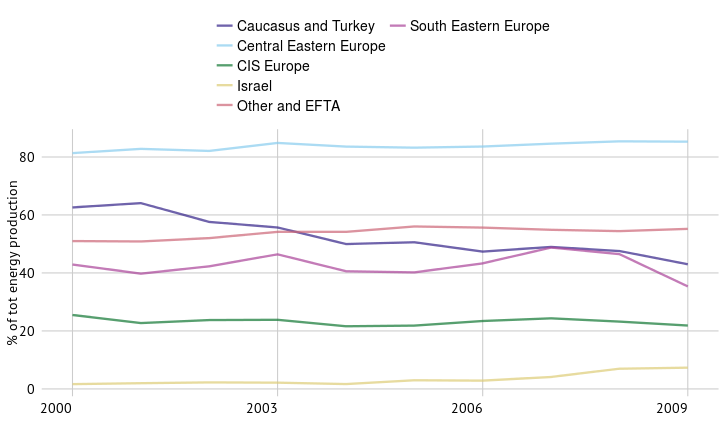 Caucasus and Turkey
South Eastern Europe
Central Eastern Europe
CIS Europe
Israel
Other and EFTA
% of tot energy production
80
60
40
20
0
2000
2003
2006
2009